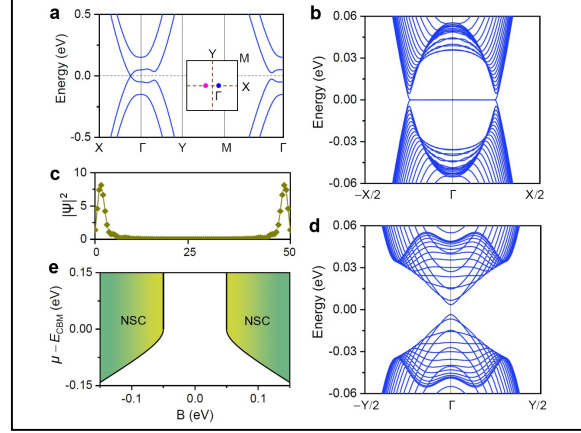 a
Energy (eV)
0.5
0.0
-0.5
X Γ Y M Γ
Y
M
X
Γ
b
Energy (eV)
0.06
0.03
0.00
-0.03
-0.06
−X/2 Γ X/2
c
|Ψ|²
10
5
0
0 25 50
d
Energy (eV)
0.06
0.03
0.00
-0.03
-0.06
−Y/2 Γ Y/2
e
μ − E_CBM (eV)
0.15
0.00
-0.15
NSC NSC
-0.1 0.0 0.1
B (eV)